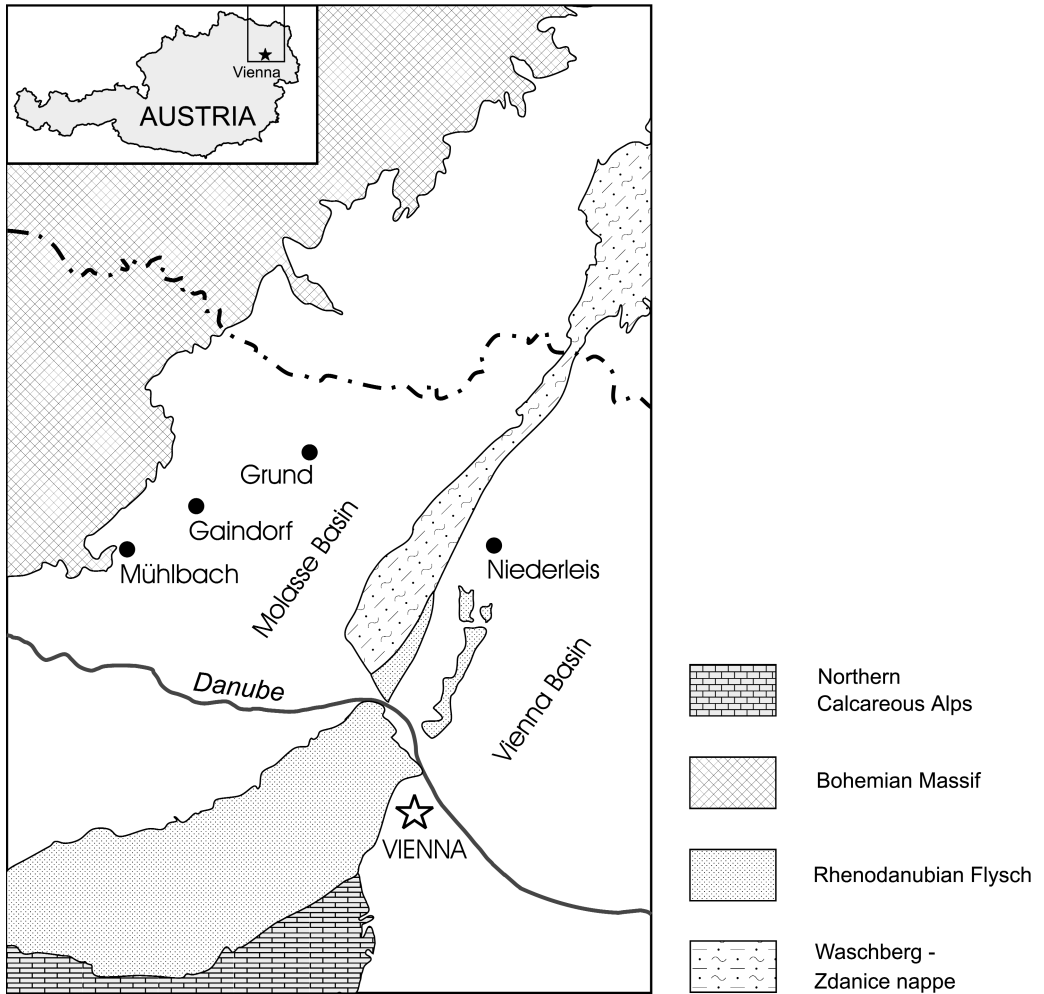 Vienna
AUSTRIA
Grund
Gaindorf
Mühlbach
Molasse Basin
Niederleis
Danube
Vienna Basin
VIENNA
Northern
Calcareous Alps
Bohemian Massif
Rhenodanubian Flysch
Waschberg -
Zdanice nappe